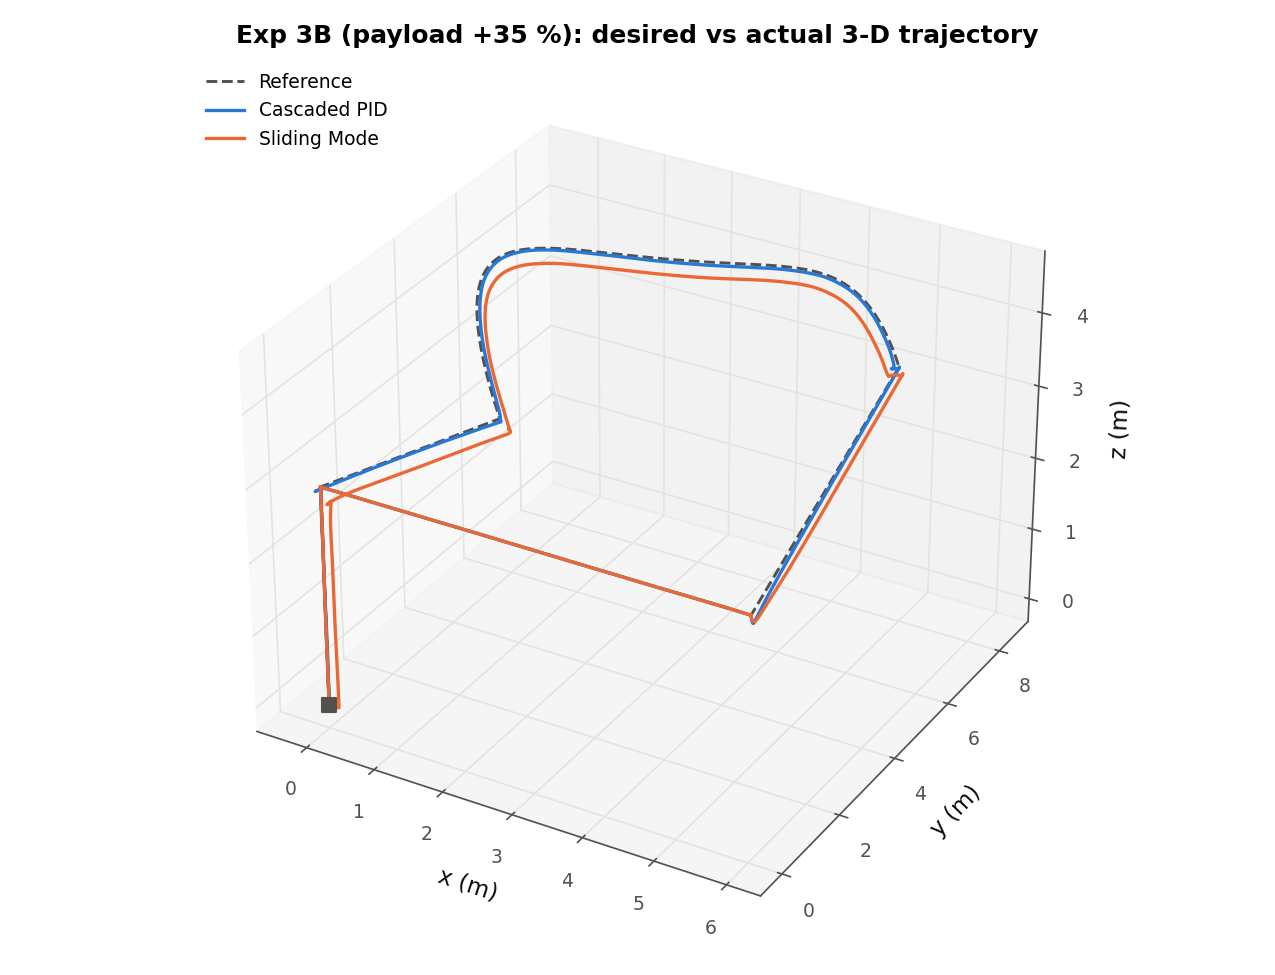 Exp 3B (payload +35 %): desired vs actual 3-D trajectory
Reference
Cascaded PID
Sliding Mode
4
3
2
1
0
z (m)
8
6
4
2
0
y (m)
0
1
2
3
4
5
6
x (m)